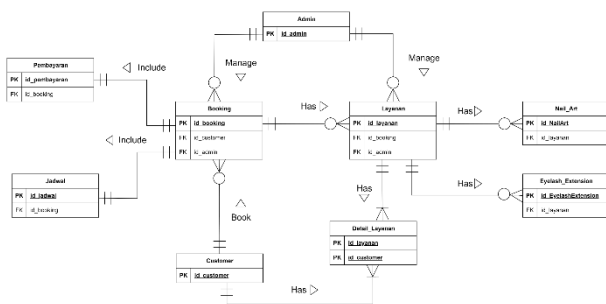 Admin
PK id_admin
Pembayaran
PK id_pembayaran
FK id_booking
Include
Manage
Manage
Booking
PK id_booking
FK id_customer
FK id_admin
Has
Layanan
PK id_layanan
FK id_booking
FK id_admin
Has
Nail_Art
PK id_NailArt
FK id_layanan
Include
Jadwal
PK id_jadwal
FK id_booking
Has
Has
Eyelash_Extension
PK id_EyelashExtension
FK id_layanan
Book
Detail_Layanan
PK id_layanan
PK id_customer
Customer
PK id_customer
Has